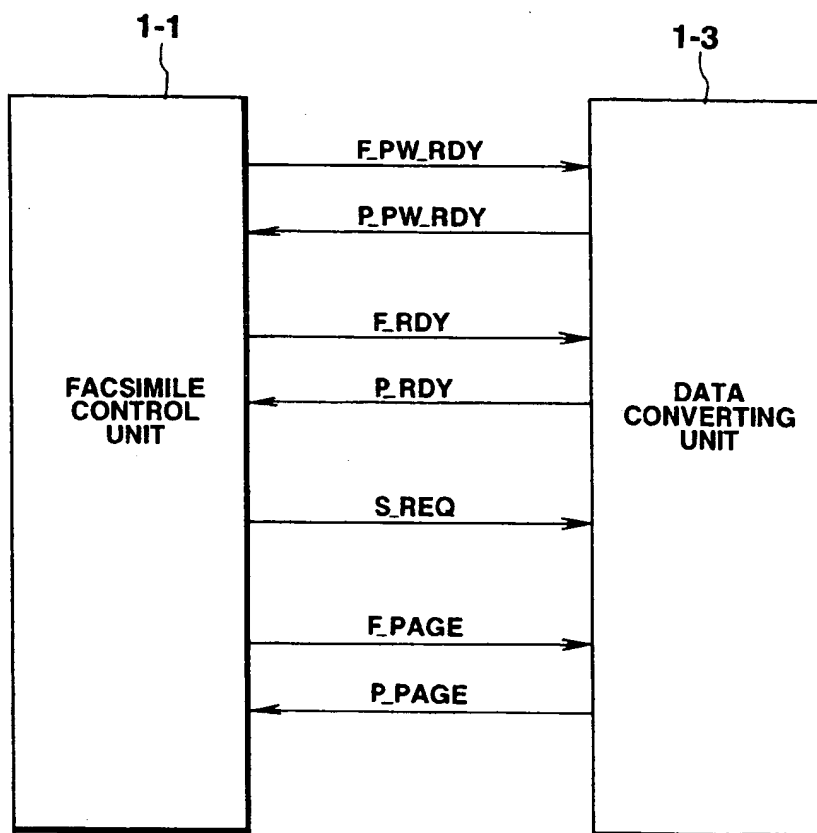 1-1
1-3
F_PW_RDY
P_PW_RDY
F_RDY
P_RDY
FACSIMILE
CONTROL
UNIT
DATA
CONVERTING
UNIT
S_REQ
F_PAGE
P_PAGE